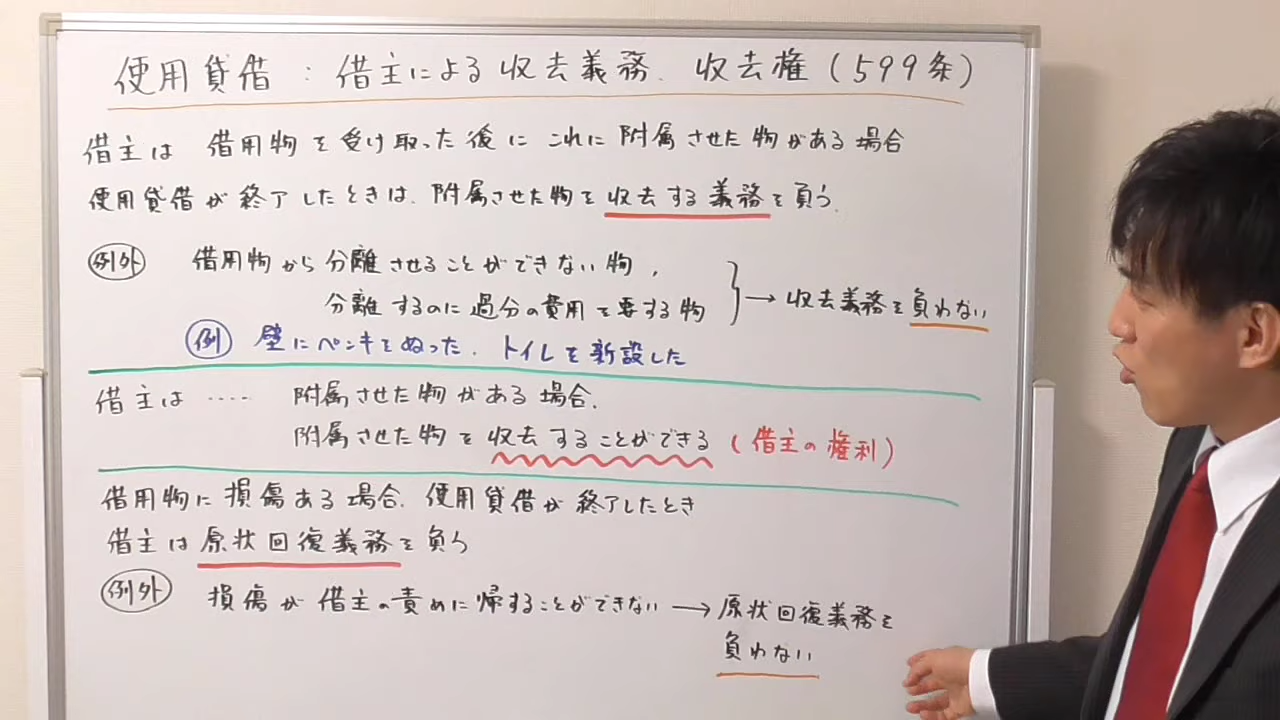 使用貸借：借主による収去義務、収去権（599条）
借主は 借用物を受け取った後に これに 附属させた物がある場合
使用貸借が終了したときは、附属させた物を収去する義務を負う。
例外 借用物から分離させることができない物、
分離するのに過分の費用を要する物 → 収去義務を負わない
例 壁にペンキをぬった、トイレを新設した
借主は ‥‥ 附属させた物がある場合、
附属させた物を収去することができる（借主の権利）
借用物に損傷ある場合、使用貸借が終了したとき
借主は原状回復義務を負う
例外 損傷が借主の責めに帰することができない → 原状回復義務を
負わない